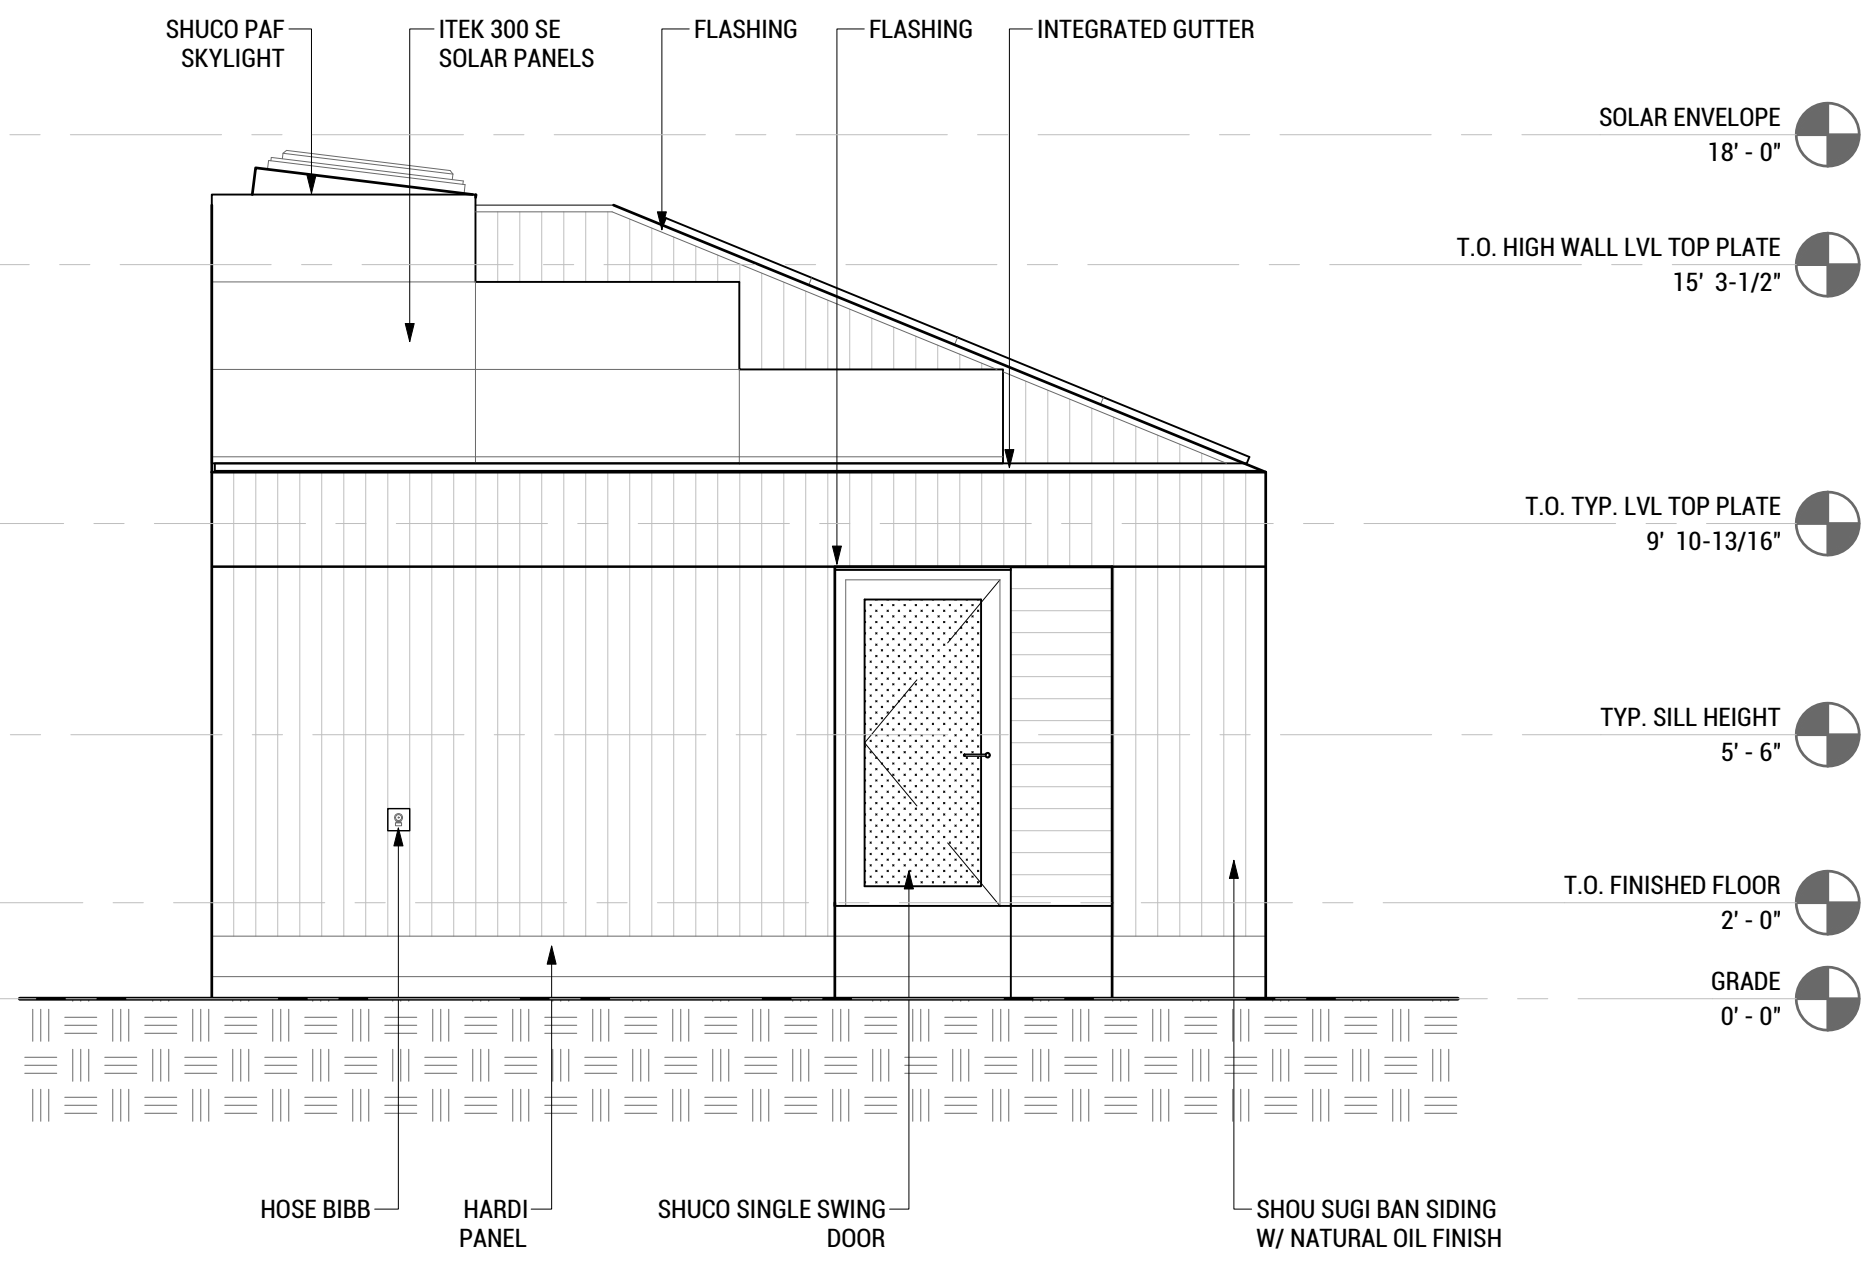 SHUCO PAF
SKYLIGHT
ITEK 300 SE
SOLAR PANELS
FLASHING
FLASHING
INTEGRATED GUTTER
SOLAR ENVELOPE
18' - 0"
T.O. HIGH WALL LVL TOP PLATE
15' 3-1/2"
T.O. TYP. LVL TOP PLATE
9' 10-13/16"
TYP. SILL HEIGHT
5' - 6"
T.O. FINISHED FLOOR
2' - 0"
GRADE
0' - 0"
HOSE BIBB
HARDI
PANEL
SHUCO SINGLE SWING
DOOR
SHOU SUGI BAN SIDING
W/ NATURAL OIL FINISH